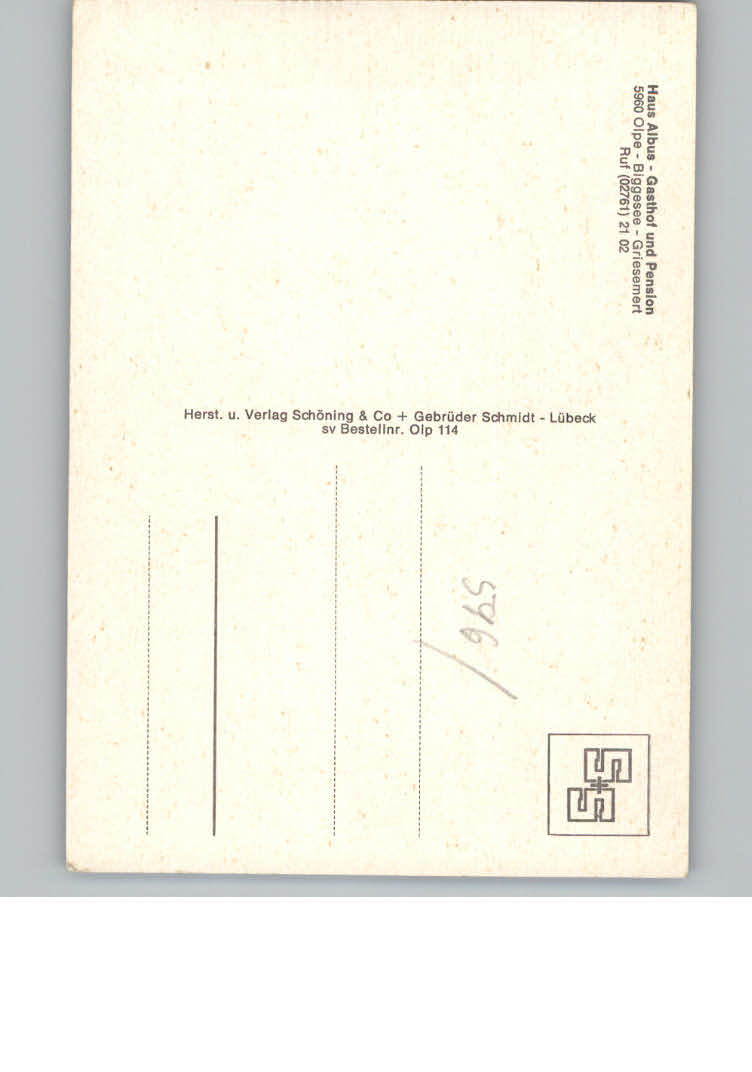 Haus Albus - Gasthof und Pension
5960 Olpe - Biggesee - Griesemert
Ruf (02761) 21 02
Herst. u. Verlag Schöning & Co + Gebrüder Schmidt - Lübeck
sv Bestellnr. Olp 114
596/
S+S